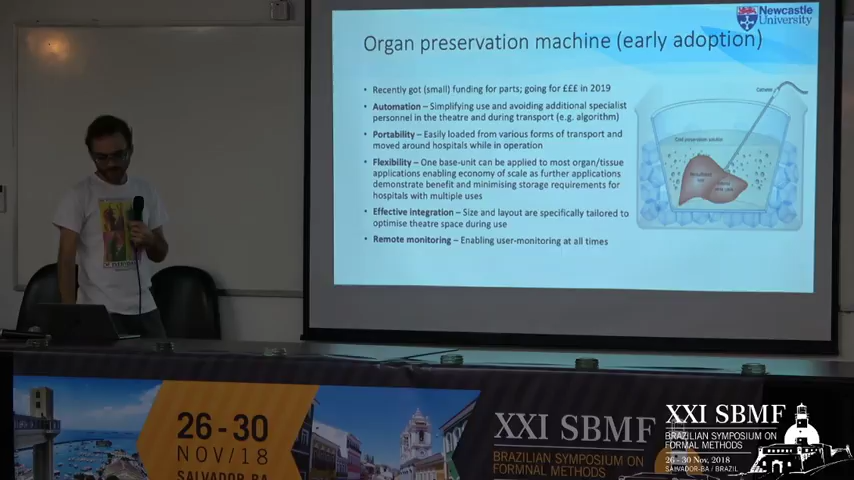 Newcastle
University
Organ preservation machine (early adoption)
• Recently got (small) funding for parts; going for £££ in 2019
• Automation – Simplifying use and avoiding additional specialist
personnel in the theatre and during transport (e.g. algorithm)
• Portability – Easily loaded from various forms of transport and
moved around hospitals while in operation
• Flexibility – One base-unit can be applied to most organ/tissue
applications enabling economy of scale as further applications
demonstrate benefit and minimising storage requirements for
hospitals with multiple uses
• Effective integration – Size and layout are specifically tailored to
optimise theatre space during use
• Remote monitoring – Enabling user-monitoring at all times
Catheter
Cold preservation solution
26 - 30
NOV/18
SALVADOR-BA
XXI SBMF
BRAZILIAN SYMPOSIUM ON
FORMNAL METHODS
XXI SBMF
BRAZILIAN SYMPOSIUM ON
FORMAL METHODS
26 - 30 Nov, 2018
SALVADOR-BA / BRAZIL